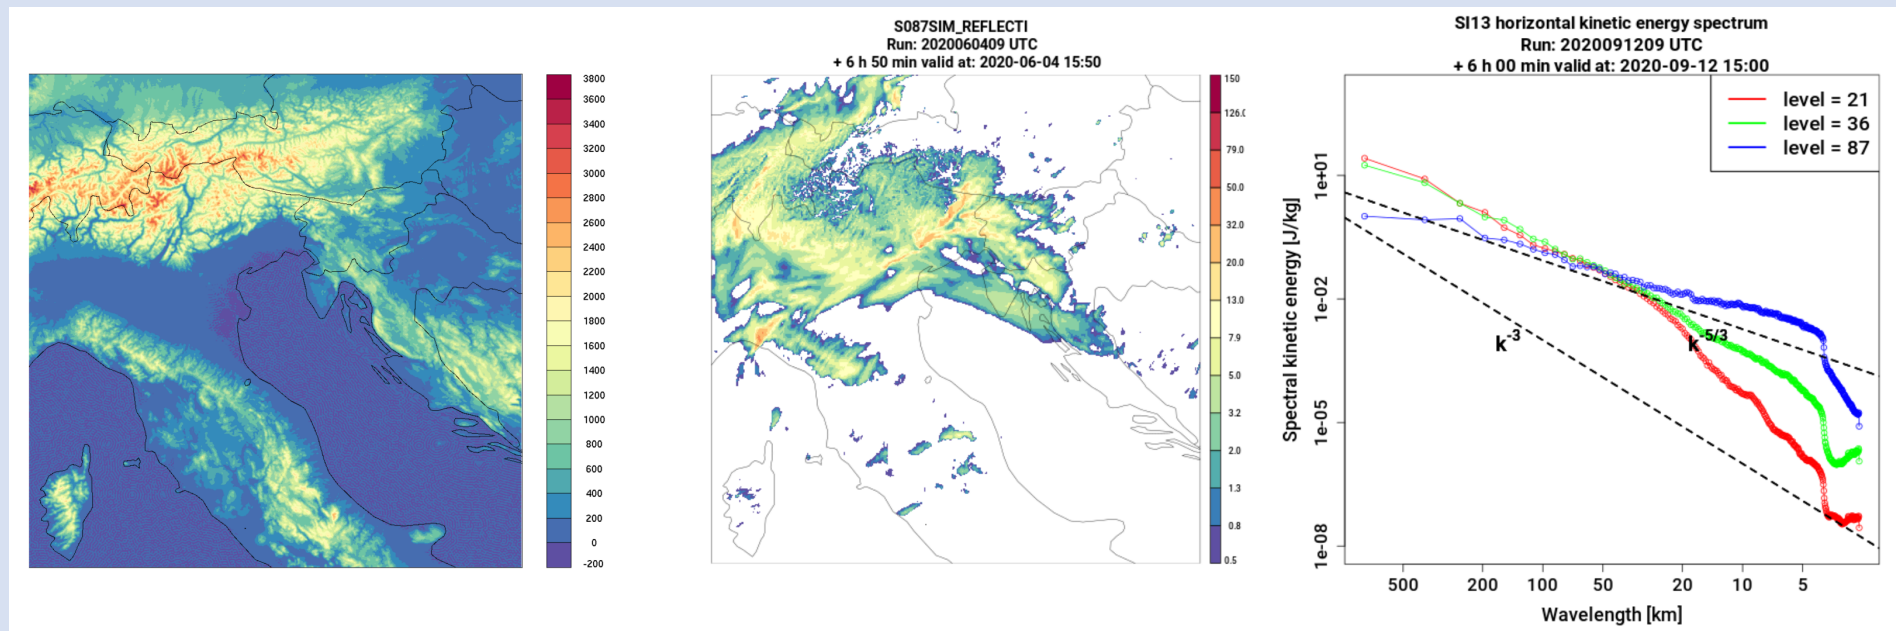 3800
3600
3400
3200
3000
2800
2600
2400
2200
2000
1800
1600
1400
1200
1000
800
600
400
200
0
-200
S087SIM_REFLECTI
Run: 2020060409 UTC
+ 6 h 50 min valid at: 2020-06-04 15:50
150
126.0
79.0
50.0
32.0
20.0
13.0
7.9
5.0
3.2
2.0
1.3
0.8
0.5
SI13 horizontal kinetic energy spectrum
Run: 2020091209 UTC
+ 6 h 00 min valid at: 2020-09-12 15:00
level = 21
level = 36
level = 87
Spectral kinetic energy [J/kg]
1e+01
1e-02
1e-05
1e-08
k-3
k-5/3
500 200 100 50 20 10 5
Wavelength [km]